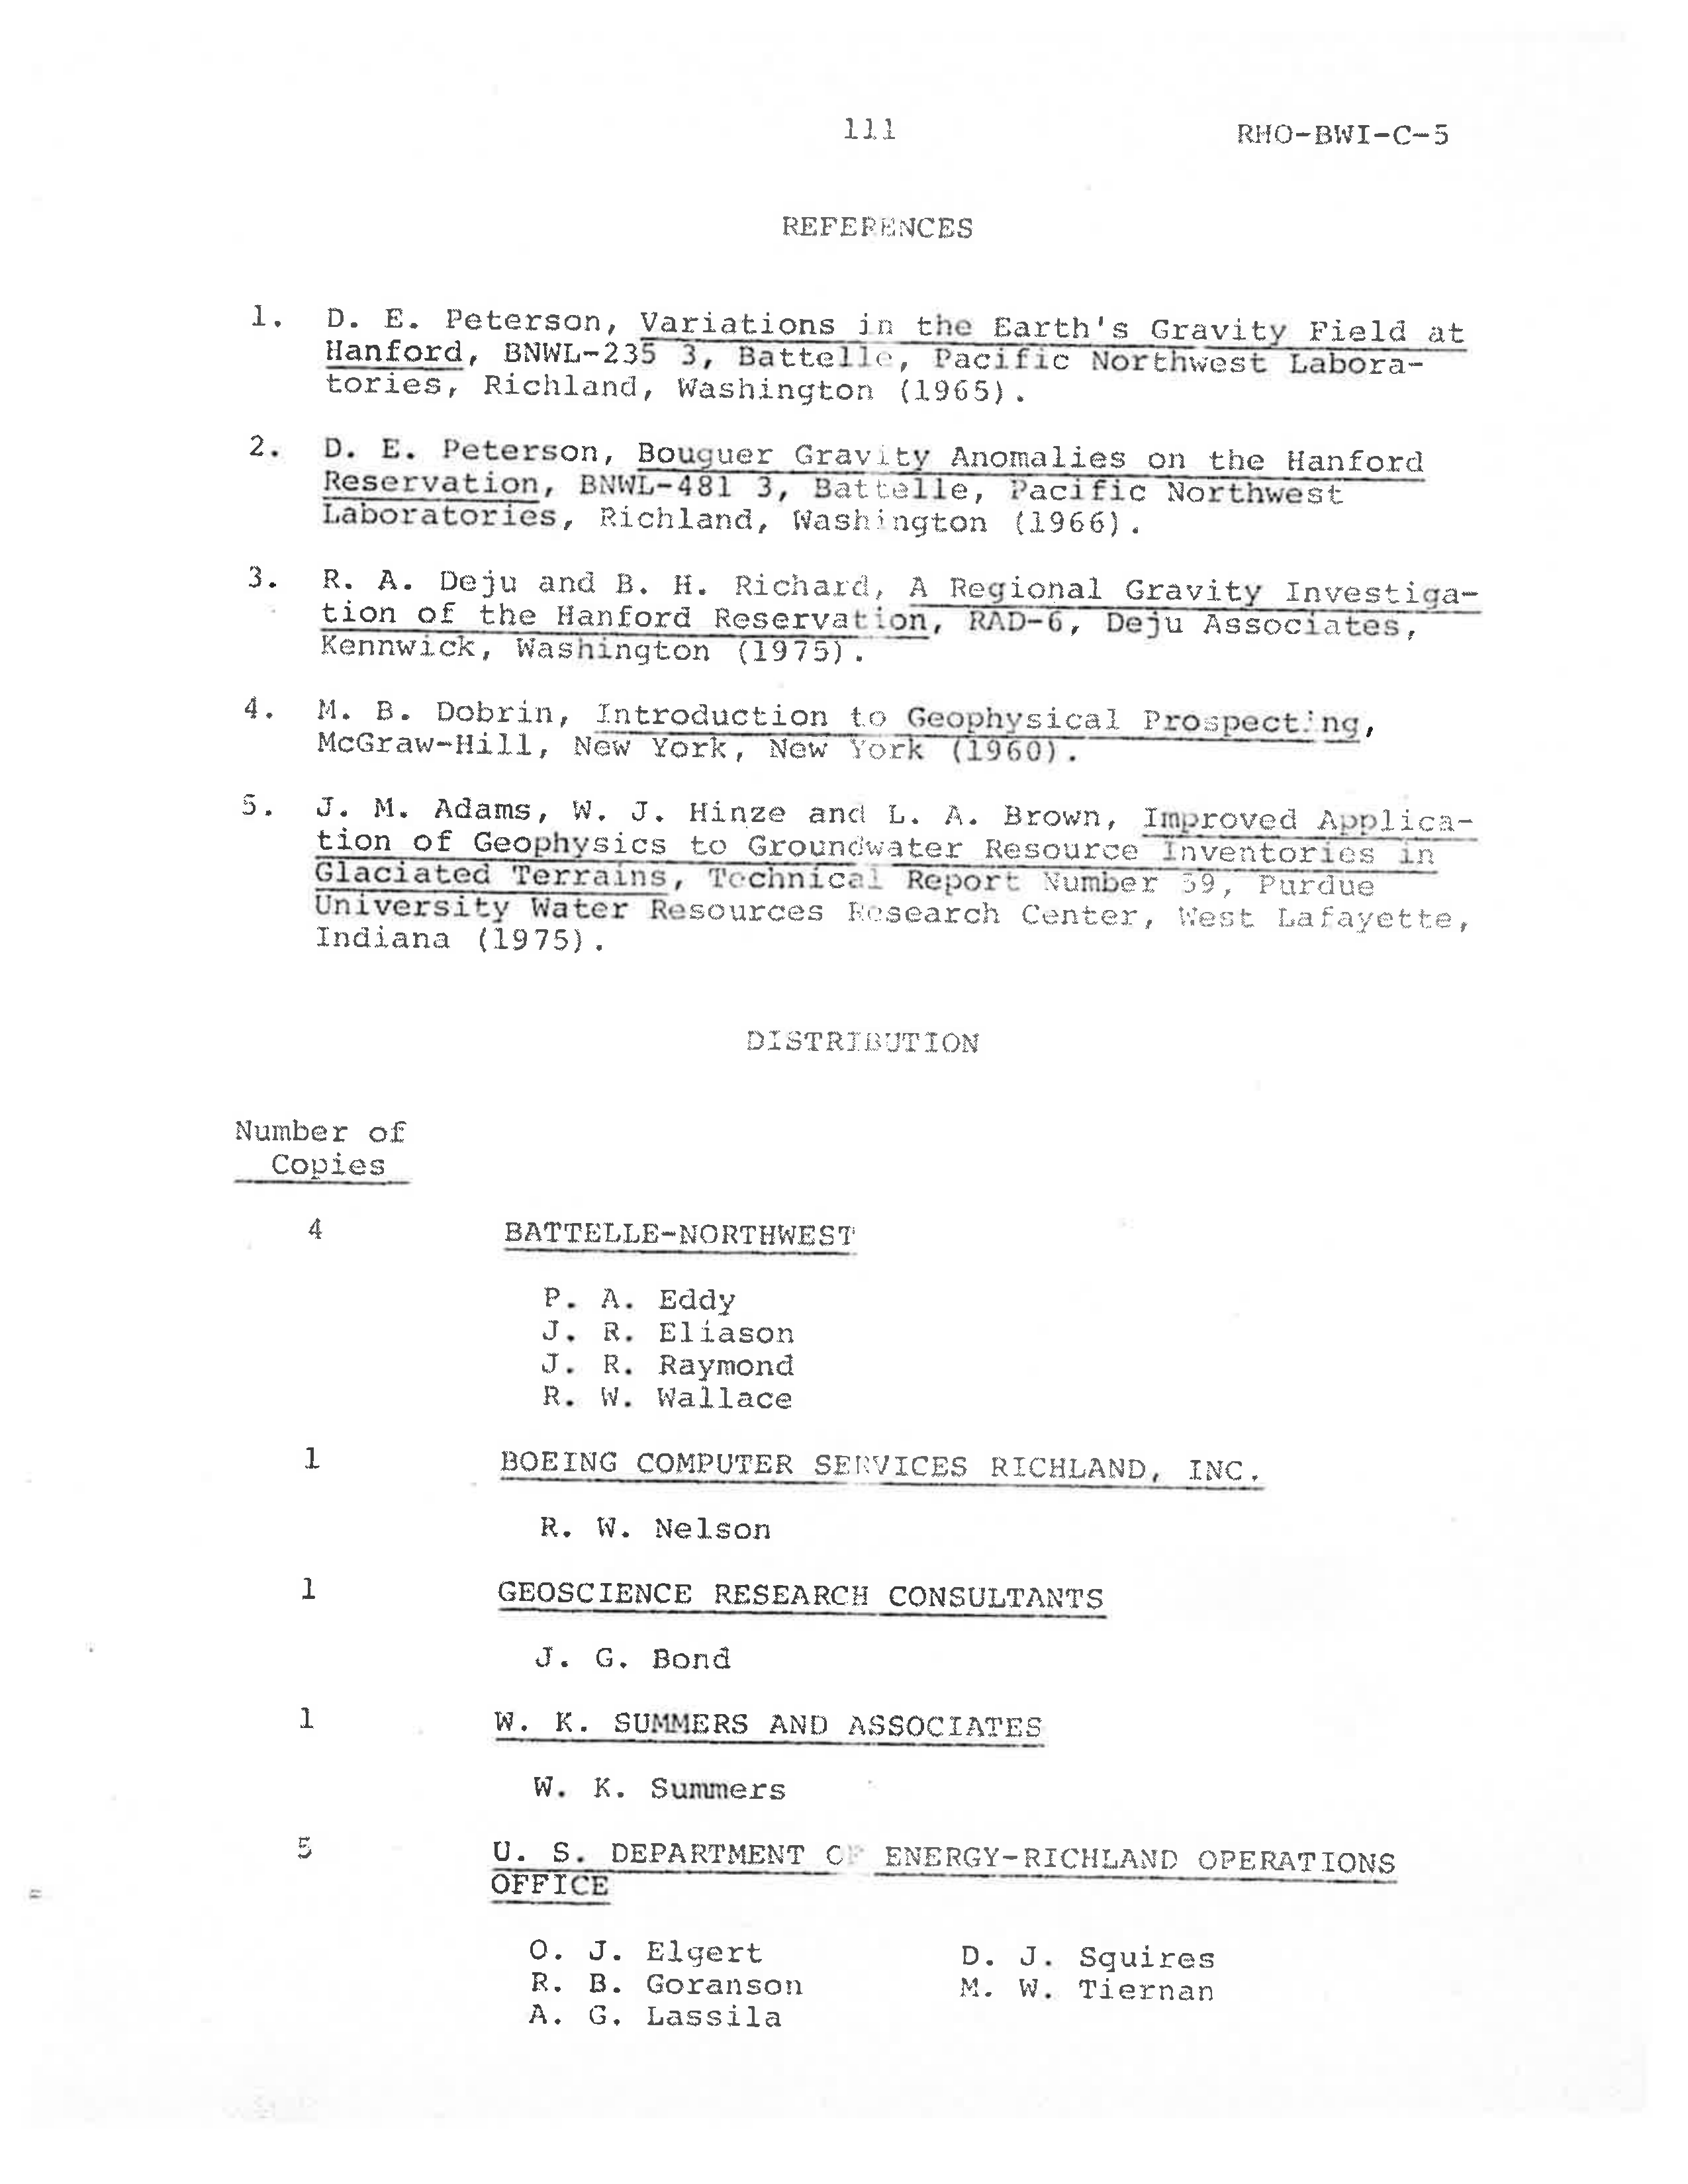 111
RHO-BWI-C-5
REFERENCES
1. D. E. Peterson, Variations in the Earth's Gravity Field at
Hanford, BNWL-235 3, Battelle, Pacific Northwest Labora-
tories, Richland, Washington (1965).
2. D. E. Peterson, Bouguer Gravity Anomalies on the Hanford
Reservation, BNWL-481 3, Battelle, Pacific Northwest
Laboratories, Richland, Washington (1966).
3. R. A. Deju and B. H. Richard, A Regional Gravity Investiga-
tion of the Hanford Reservation, RAD-6, Deju Associates,
Kennwick, Washington (1975).
4. M. B. Dobrin, Introduction to Geophysical Prospecting,
McGraw-Hill, New York, New York (1960).
5. J. M. Adams, W. J. Hinze and L. A. Brown, Improved Applica-
tion of Geophysics to Groundwater Resource Inventories in
Glaciated Terrains, Technical Report Number 59, Purdue
University Water Resources Research Center, West Lafayette,
Indiana (1975).
DISTRIBUTION
Number of
Copies
4 BATTELLE-NORTHWEST
P. A. Eddy
J. R. Eliason
J. R. Raymond
R. W. Wallace
1 BOEING COMPUTER SERVICES RICHLAND, INC.
R. W. Nelson
1 GEOSCIENCE RESEARCH CONSULTANTS
J. G. Bond
1 W. K. SUMMERS AND ASSOCIATES
W. K. Summers
5 U. S. DEPARTMENT OF ENERGY-RICHLAND OPERATIONS
OFFICE
O. J. Elgert D. J. Squires
R. B. Goranson M. W. Tiernan
A. G. Lassila